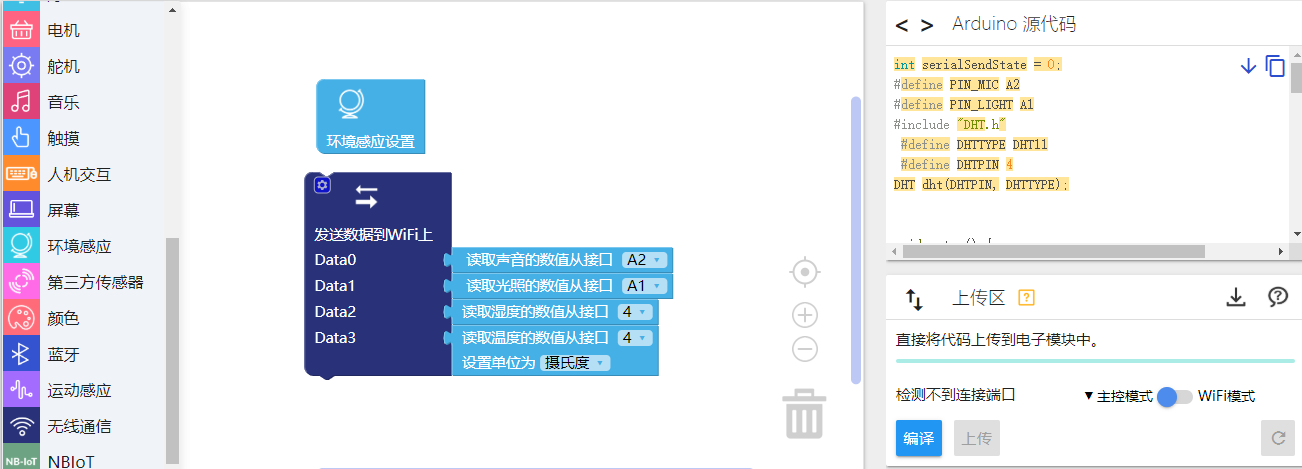 电机
舵机
音乐
触摸
人机交互
屏幕
环境感应
第三方传感器
颜色
蓝牙
运动感应
无线通信
NB-IoT NBIoT
环境感应设置
发送数据到WiFi上
Data0 读取声音的数值从接口 A2
Data1 读取光照的数值从接口 A1
Data2 读取湿度的数值从接口 4
Data3 读取温度的数值从接口 4
设置单位为 摄氏度
< > Arduino 源代码
int serialSendState = 0;
#define PIN_MIC A2
#define PIN_LIGHT A1
#include "DHT.h"
#define DHTTYPE DHT11
#define DHTPIN 4
DHT dht(DHTPIN, DHTTYPE);
上传区 ?
直接将代码上传到电子模块中。
检测不到连接端口 ▼主控模式 WiFi模式
编译 上传